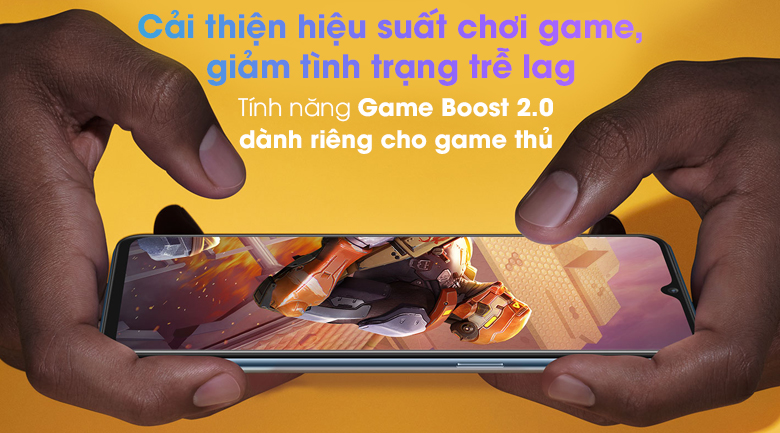 Cải thiện hiệu suất chơi game,
giảm tình trạng trễ lag
Tính năng Game Boost 2.0
dành riêng cho game thủ